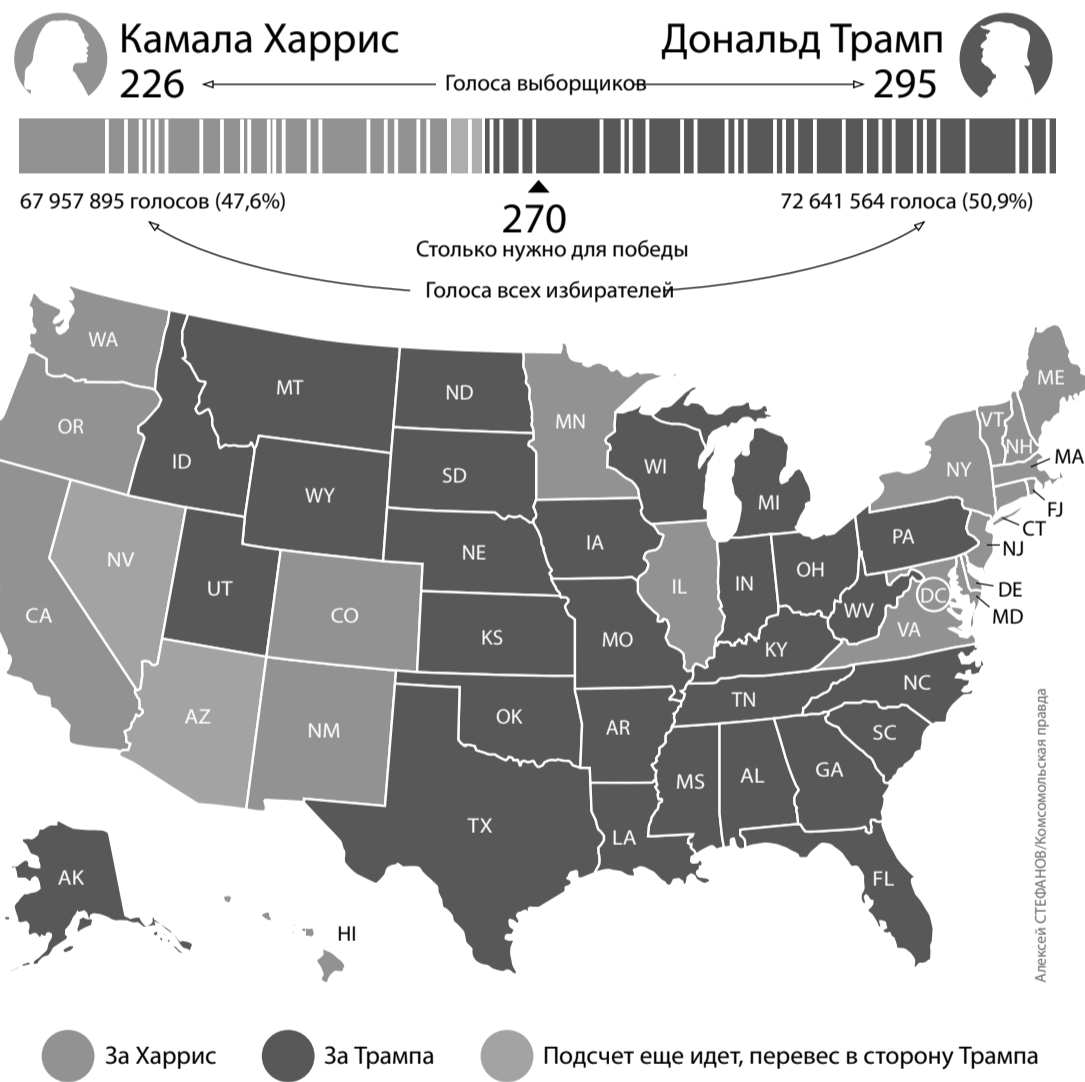 Камала Харрис
Дональд Трамп
226
Голоса выборщиков
295
67 957 895 голосов (47,6%)
72 641 564 голоса (50,9%)
270
Столько нужно для победы
Голоса всех избирателей
WA
MT
ND
MN
ME
OR
VT
NH
ID
SD
WI
NY
MA
WY
MI
FJ
CT
NV
NE
IA
PA
NJ
UT
IL
IN
OH
DE
CA
CO
DC
MD
KS
MO
WV
VA
KY
AZ
NM
OK
AR
TN
NC
SC
TX
MS
AL
GA
LA
AK
FL
HI
Алексей СТЕФАНОВ/Комсомольская правда
За Харрис
За Трампа
Подсчет еще идет, перевес в сторону Трампа